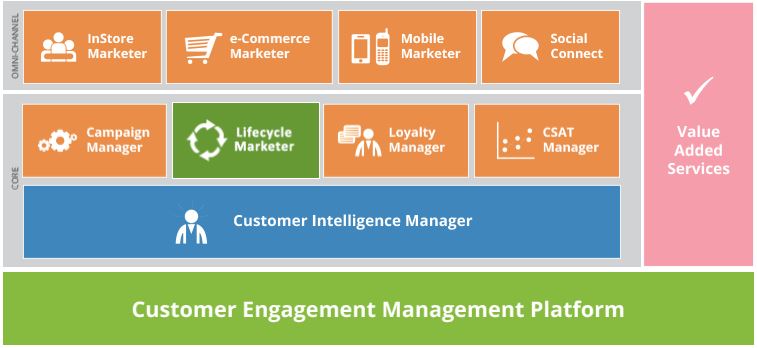 OMNI-CHANNEL
InStore
Marketer
e-Commerce
Marketer
Mobile
Marketer
Social
Connect
CORE
Campaign
Manager
Lifecycle
Marketer
Loyalty
Manager
CSAT
Manager
Customer Intelligence Manager
Value
Added
Services
Customer Engagement Management Platform